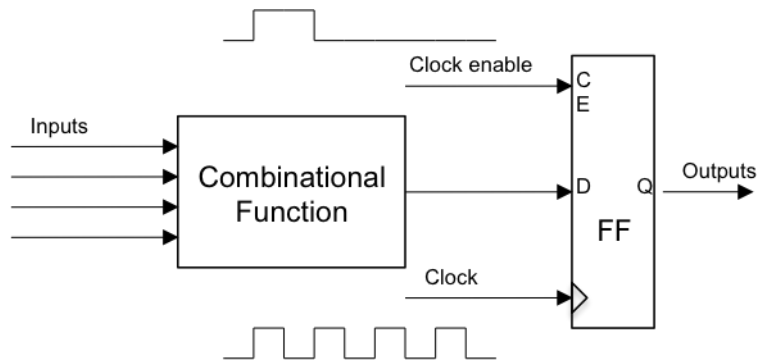 Clock enable
C
E
Inputs
Combinational
Function
D
Q
Outputs
FF
Clock